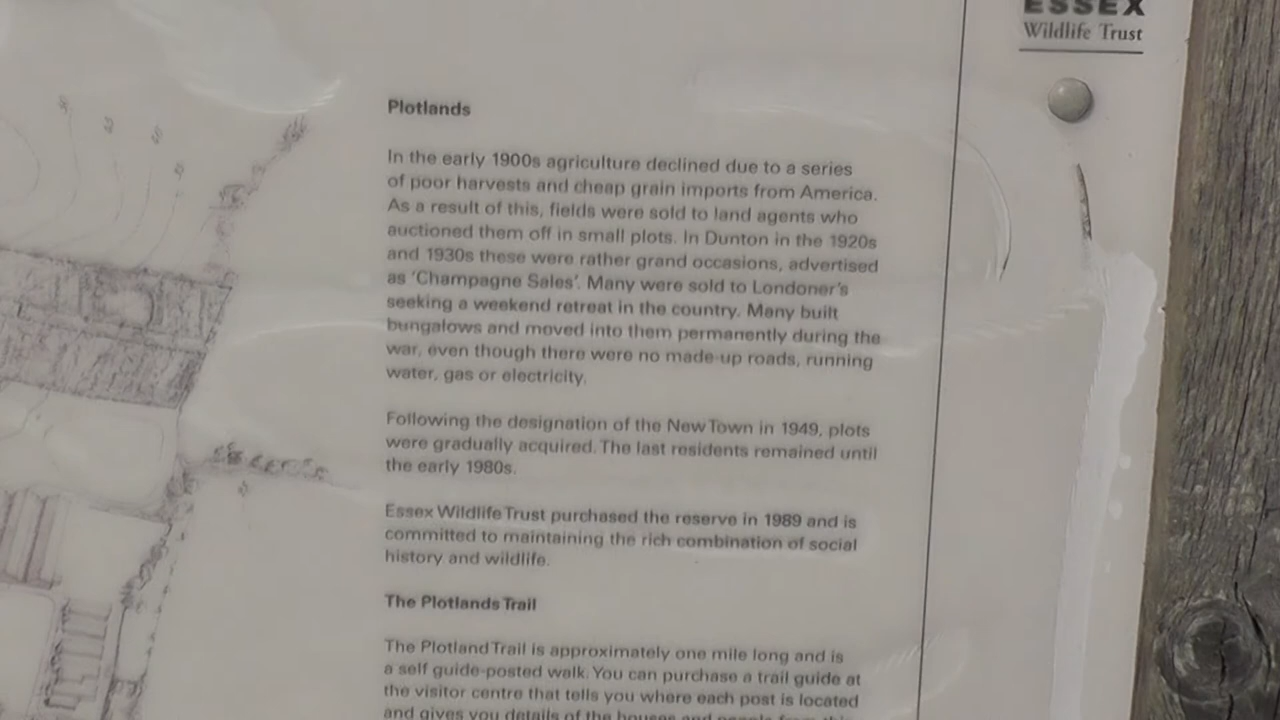 ESSEX
Wildlife Trust
Plotlands
In the early 1900s agriculture declined due to a series
of poor harvests and cheap grain imports from America.
As a result of this, fields were sold to land agents who
auctioned them off in small plots. In Dunton in the 1920s
and 1930s these were rather grand occasions, advertised
as 'Champagne Sales'. Many were sold to Londoner's
seeking a weekend retreat in the country. Many built
bungalows and moved into them permanently during the
war, even though there were no made-up roads, running
water, gas or electricity.
Following the designation of the New Town in 1949, plots
were gradually acquired. The last residents remained until
the early 1980s.
Essex Wildlife Trust purchased the reserve in 1989 and is
committed to maintaining the rich combination of social
history and wildlife.
The Plotlands Trail
The Plotland Trail is approximately one mile long and is
a self guide-posted walk. You can purchase a trail guide at
the visitor centre that tells you where each post is located
and gives you details of the houses and people from this